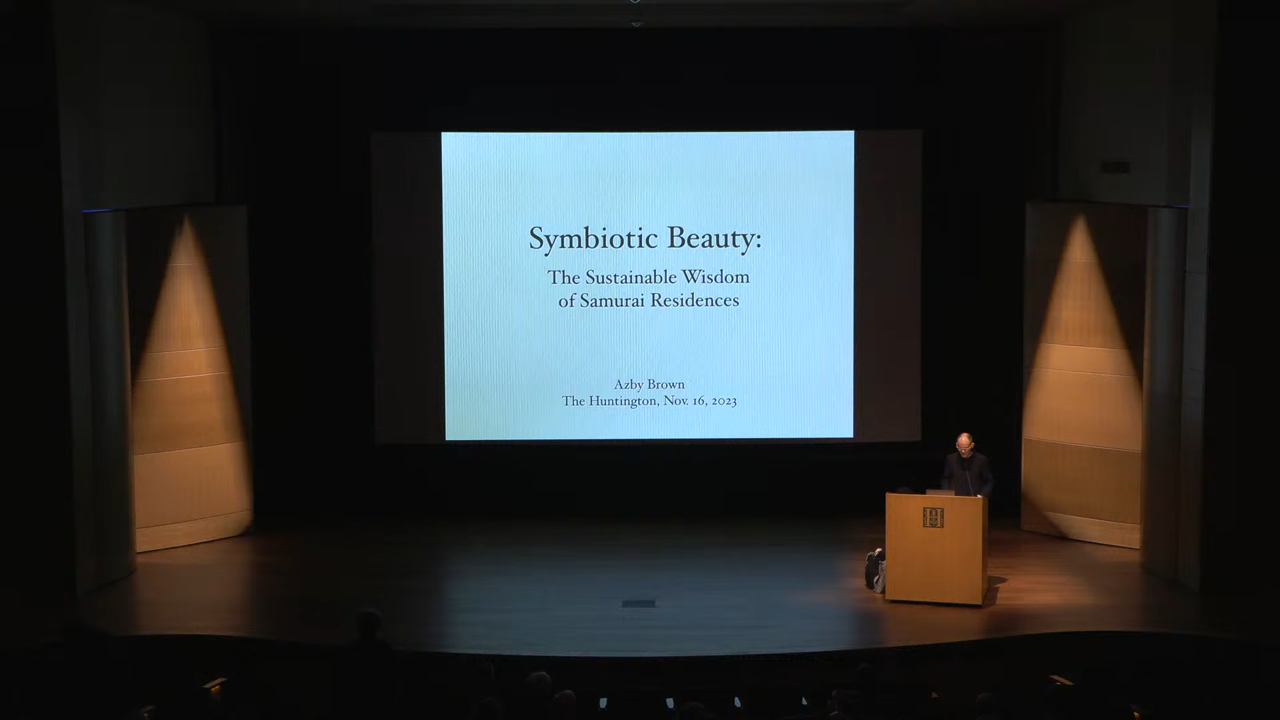 Symbiotic Beauty:
The Sustainable Wisdom
of Samurai Residences
Azby Brown
The Huntington, Nov. 16, 2023